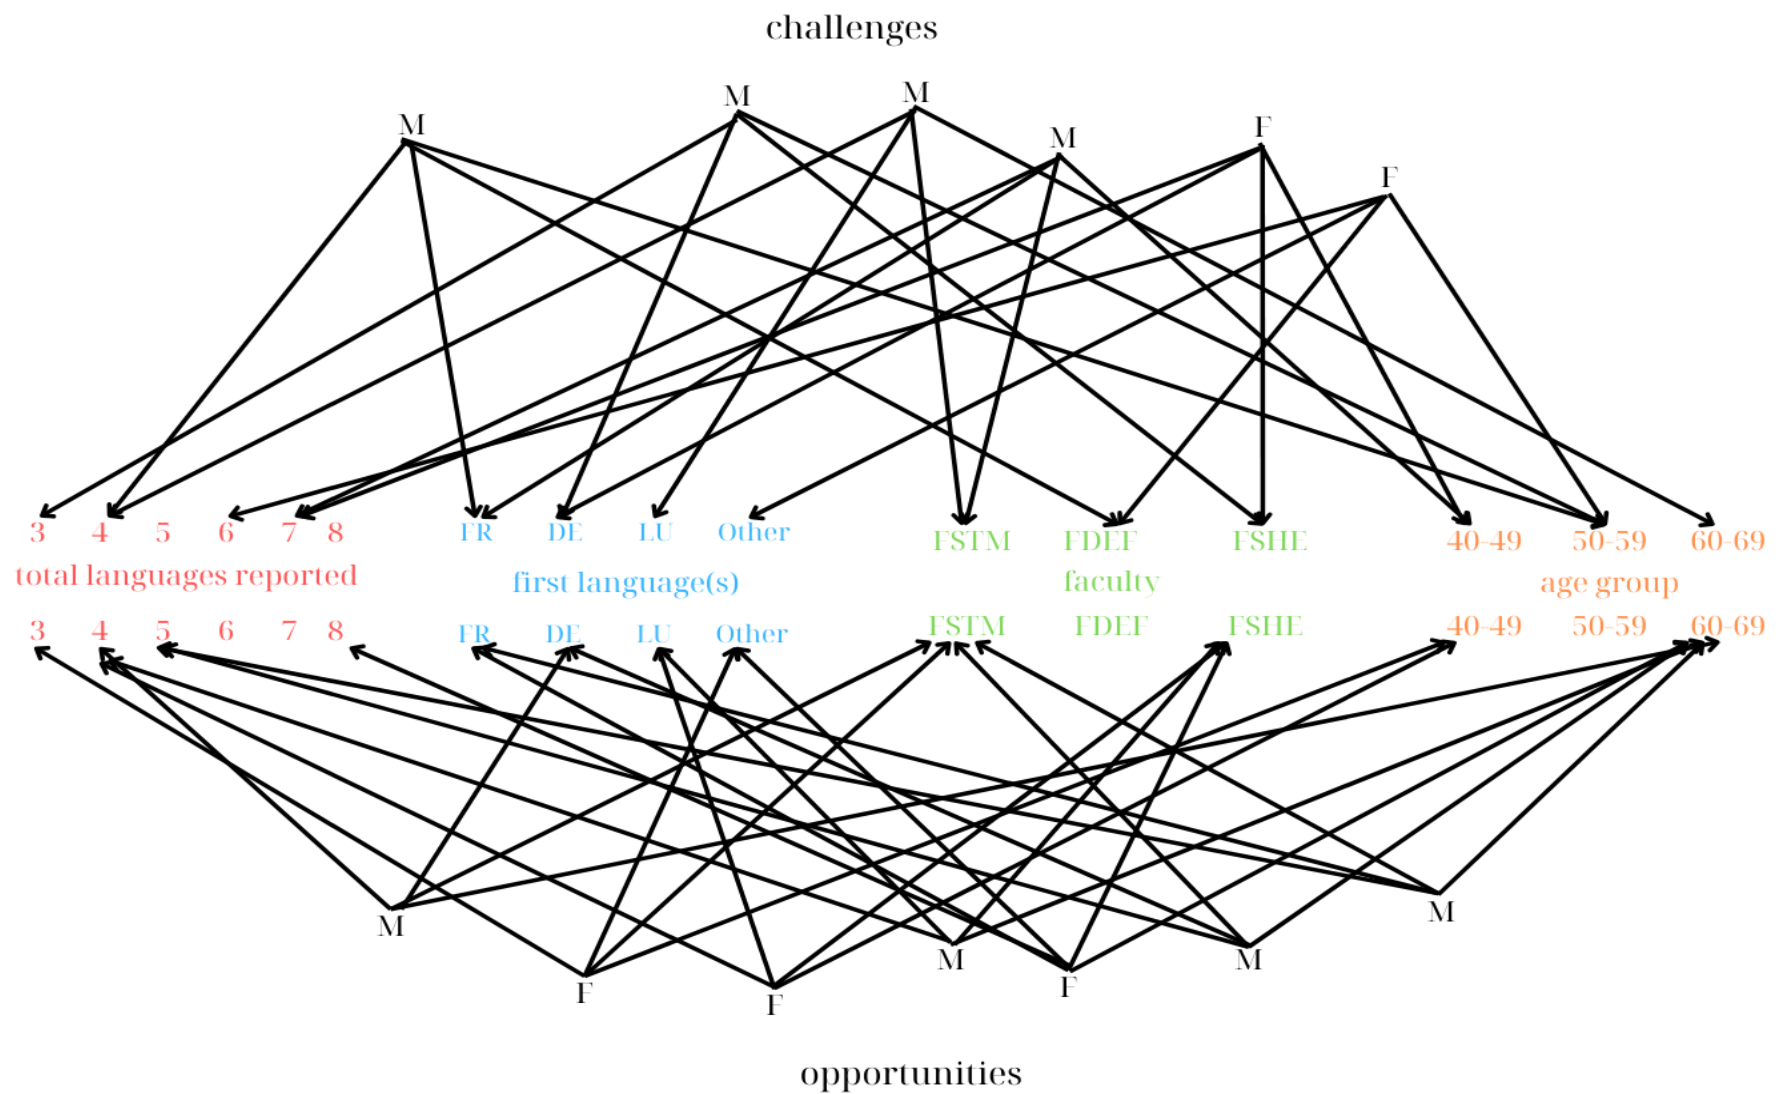 challenges
M
M
M
M
F
F
3 4 5 6 7 8 FR DE LU Other FSTM FDEF FSHE 40-49 50-59 60-69
total languages reported first language(s) faculty age group
3 4 5 6 7 8 FR DE LU Other FSTM FDEF FSHE 40-49 50-59 60-69
M
M
F
F
M
F
M
opportunities